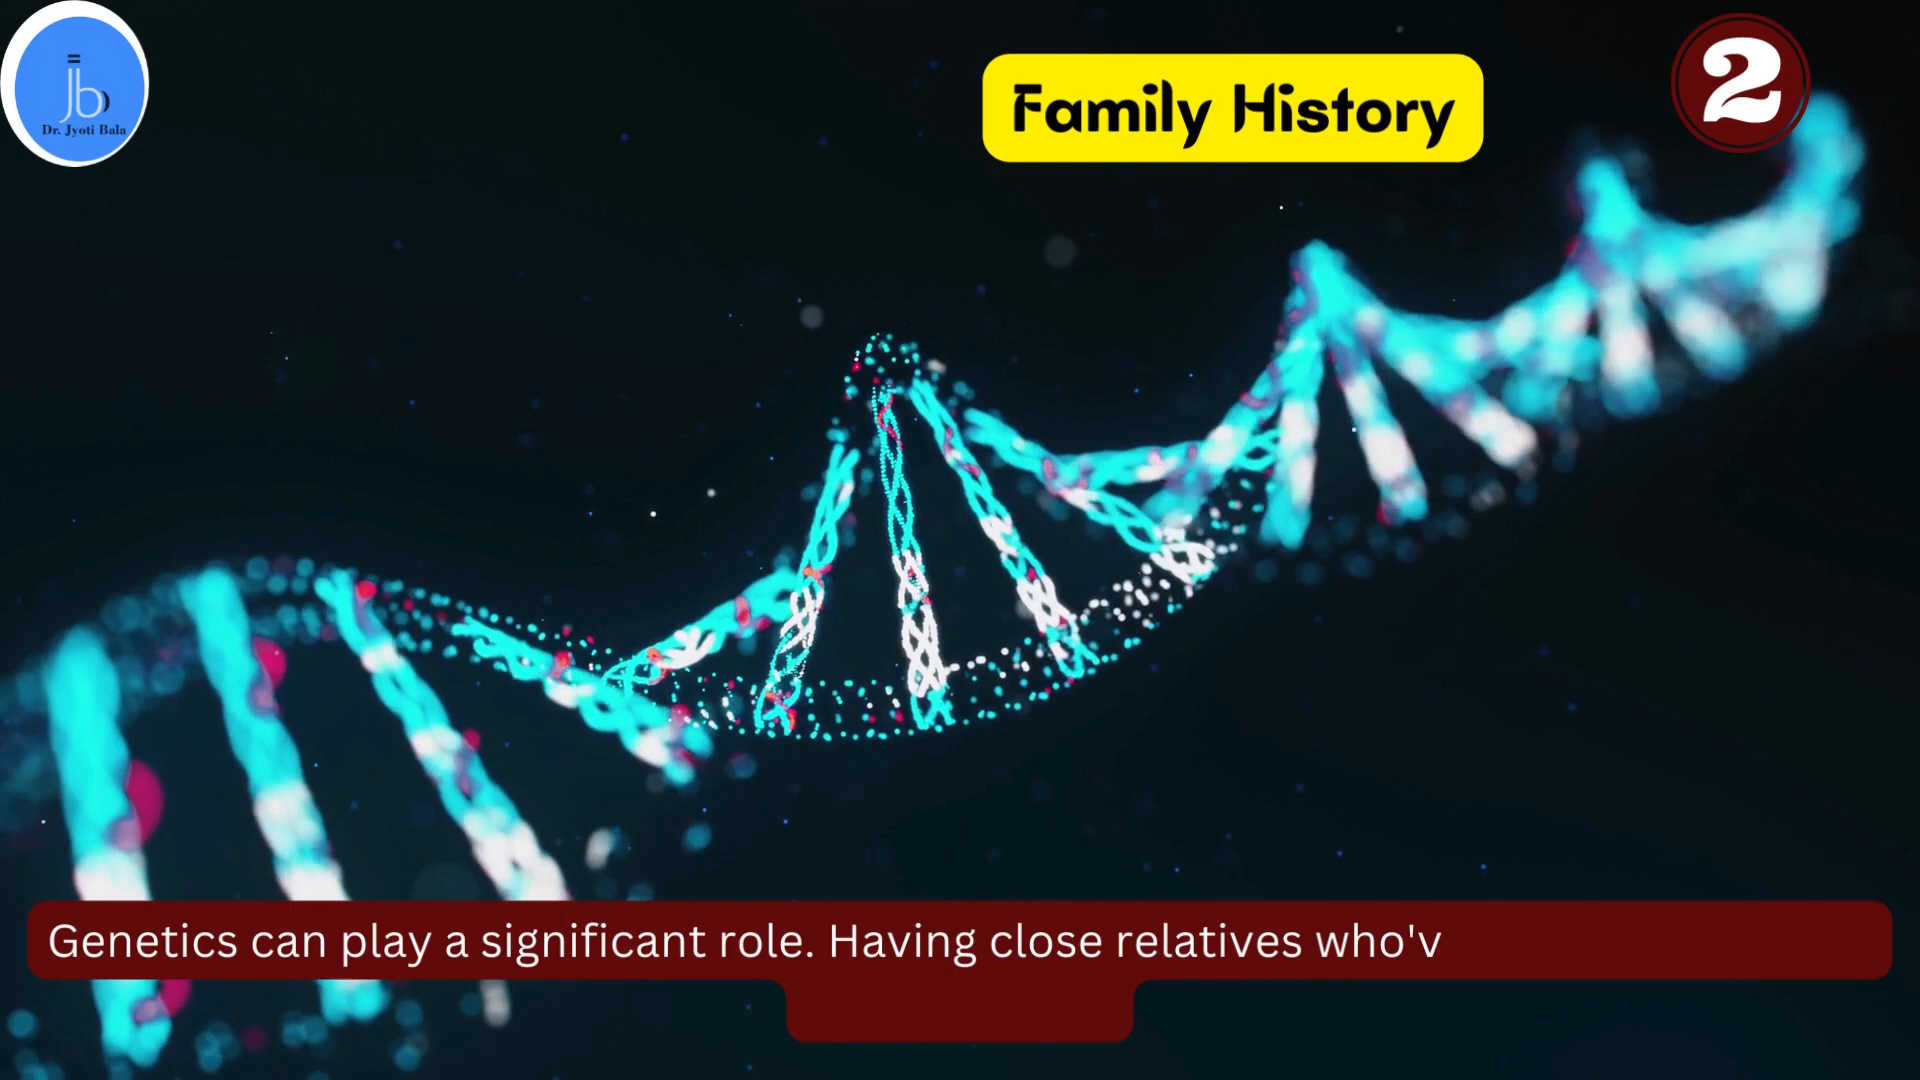 Dr. Jyoti Bala
Family History
2
Genetics can play a significant role. Having close relatives who'v